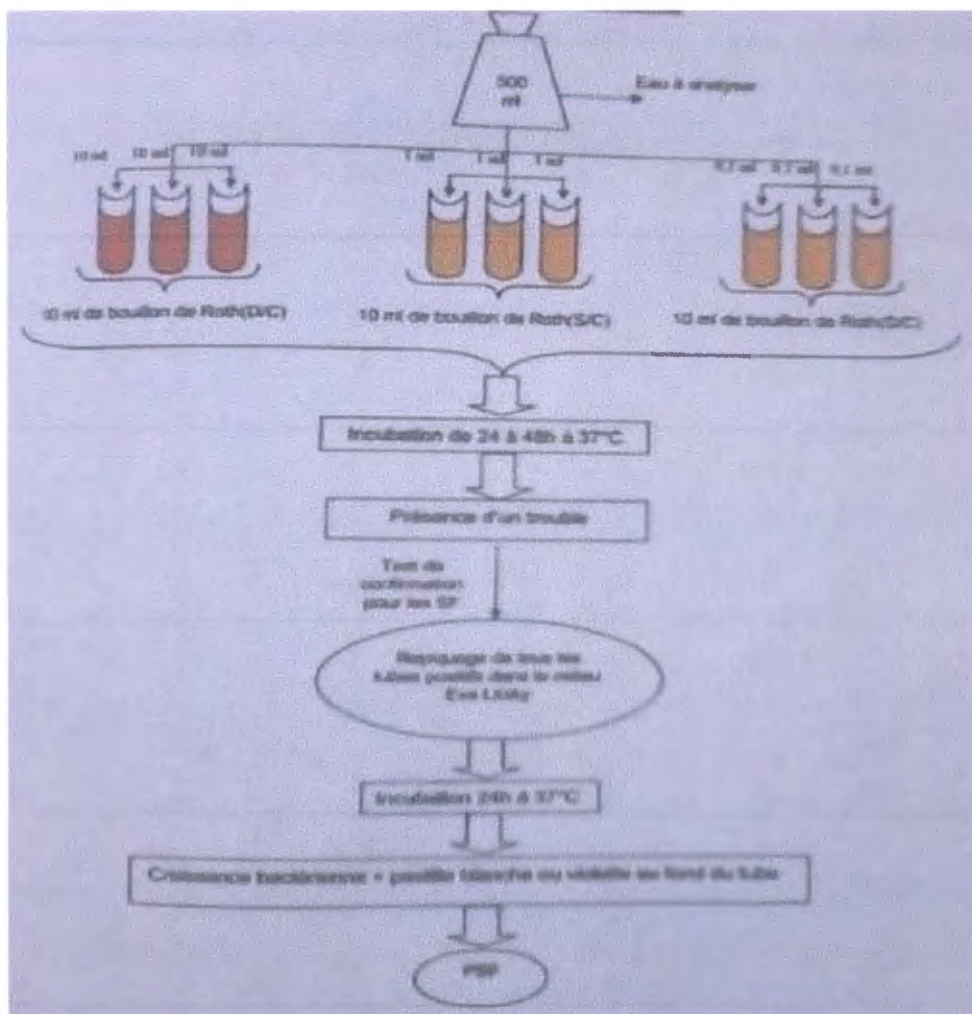 500
ml
Eau à analyser
10 ml 10 ml 10 ml
1 ml 1 ml 1 ml
0,1 ml 0,1 ml 0,1 ml
0 ml de bouillon de Roth(D/C)
10 ml de bouillon de Roth(S/C)
10 ml de bouillon de Roth(S/C)
Incubation de 24 à 48h à 37°C
Présence d'un trouble
Test de
confirmation
pour les SF
Repiquage de tous les
tubes positifs dans le milieu
Eva Litsky
Incubation 24h à 37°C
Croissance bactérienne + pastille blanche ou violette au fond du tube